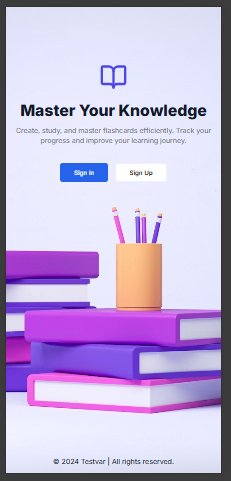 Master Your Knowledge
Create, study, and master flashcards efficiently. Track your
progress and improve your learning journey.
Sign In
Sign Up
© 2024 Testvar | All rights reserved.